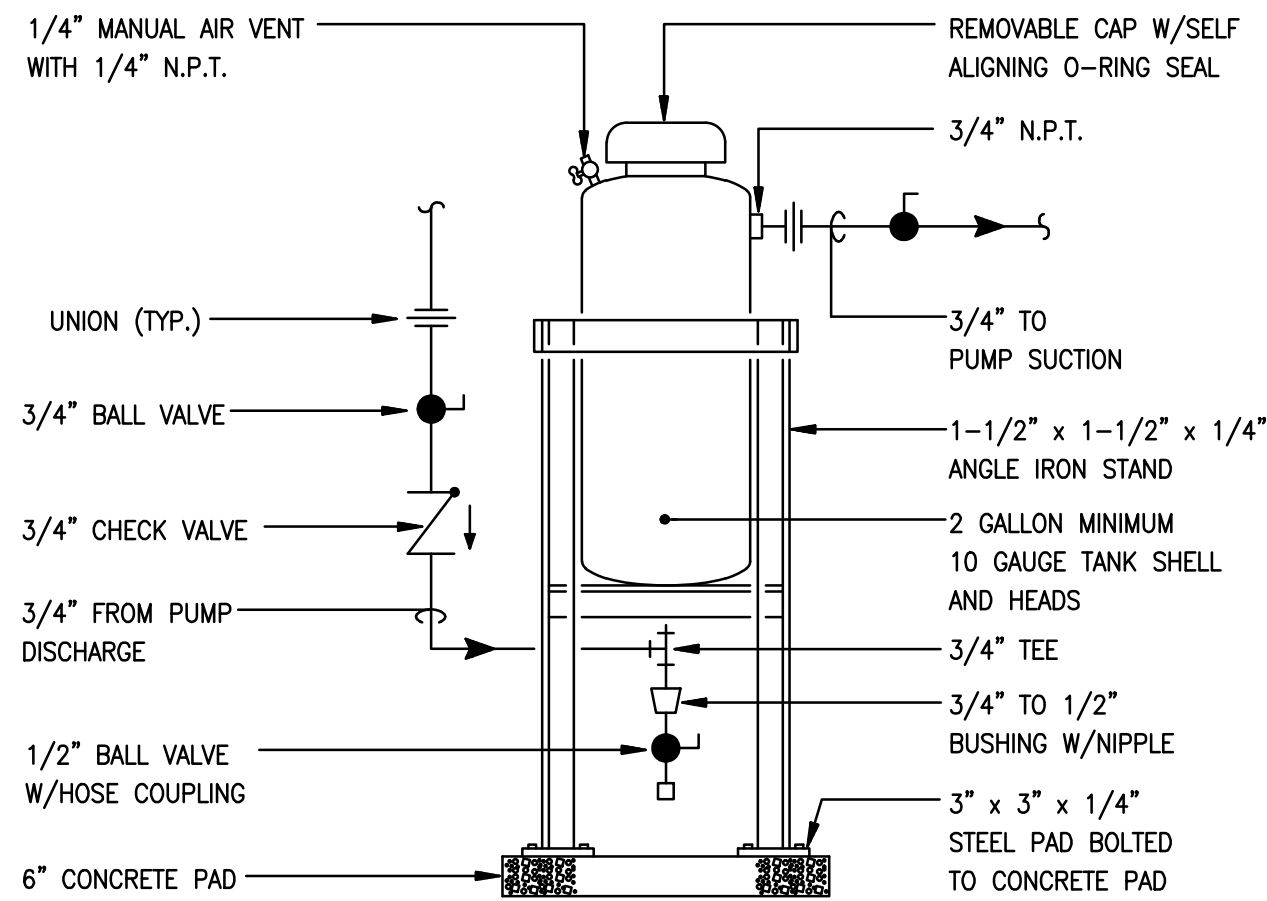 1/4” MANUAL AIR VENT
WITH 1/4” N.P.T.
REMOVABLE CAP W/SELF
ALIGNING O-RING SEAL
3/4” N.P.T.
UNION (TYP.)
3/4” TO
PUMP SUCTION
3/4” BALL VALVE
1-1/2” x 1-1/2” x 1/4”
ANGLE IRON STAND
3/4” CHECK VALVE
2 GALLON MINIMUM
10 GAUGE TANK SHELL
AND HEADS
3/4” FROM PUMP
DISCHARGE
3/4” TEE
3/4” TO 1/2”
BUSHING W/NIPPLE
1/2” BALL VALVE
W/HOSE COUPLING
3” x 3” x 1/4”
STEEL PAD BOLTED
TO CONCRETE PAD
6” CONCRETE PAD